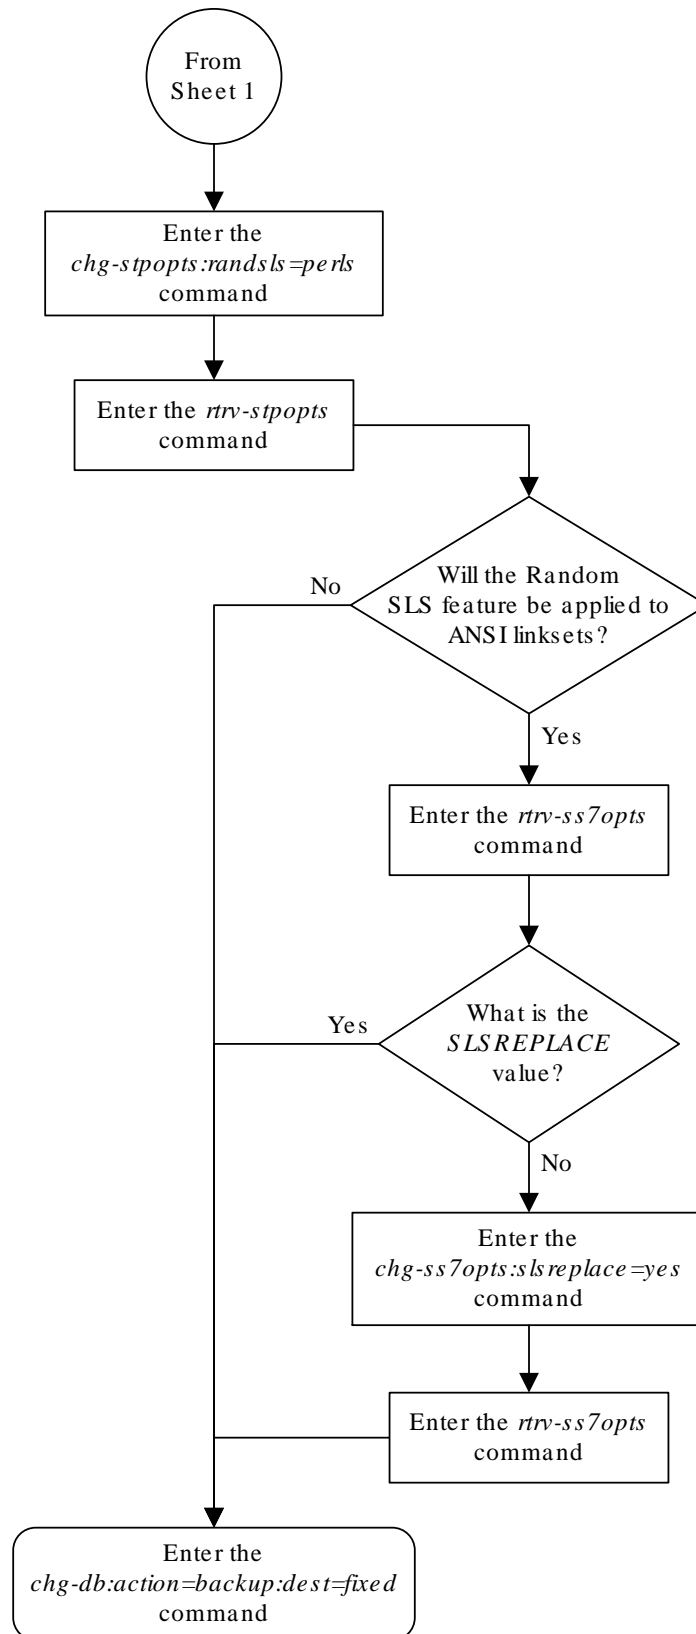 From
Sheet 1
Enter the
chg-stpopts:randsls=perls
command
Enter the rtrv-stpopts
command
Will the Random
SLS feature be applied to
ANSI linksets?
No
Yes
Enter the rtrv-ss7opts
command
What is the
SLSREPLACE
value?
Yes
No
Enter the
chg-ss7opts:slsreplace=yes
command
Enter the rtrv-ss7opts
command
Enter the
chg-db:action=backup:dest=fixed
command